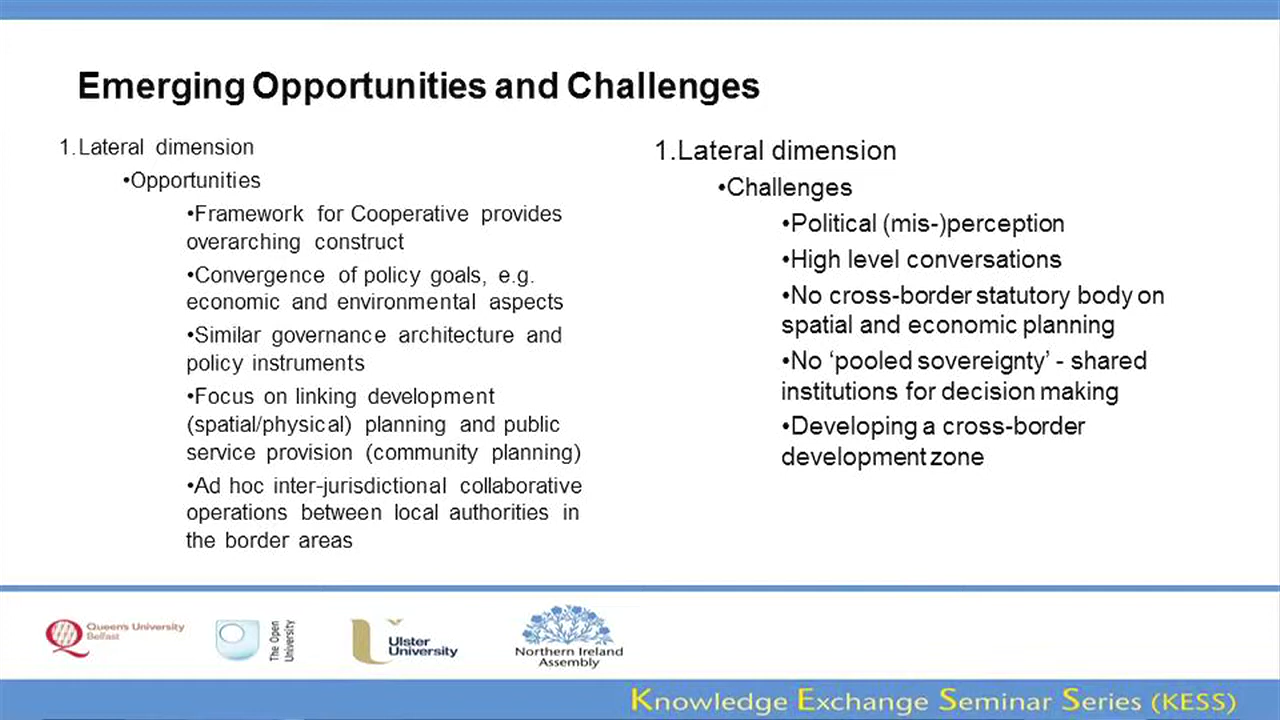 Emerging Opportunities and Challenges
1.Lateral dimension
•Opportunities
•Framework for Cooperative provides
overarching construct
•Convergence of policy goals, e.g.
economic and environmental aspects
•Similar governance architecture and
policy instruments
•Focus on linking development
(spatial/physical) planning and public
service provision (community planning)
•Ad hoc inter-jurisdictional collaborative
operations between local authorities in
the border areas
1.Lateral dimension
•Challenges
•Political (mis-)perception
•High level conversations
•No cross-border statutory body on
spatial and economic planning
•No ‘pooled sovereignty’ - shared
institutions for decision making
•Developing a cross-border
development zone
Queen's University
Belfast
The Open
University
Ulster
University
Northern Ireland
Assembly
Knowledge Exchange Seminar Series (KESS)